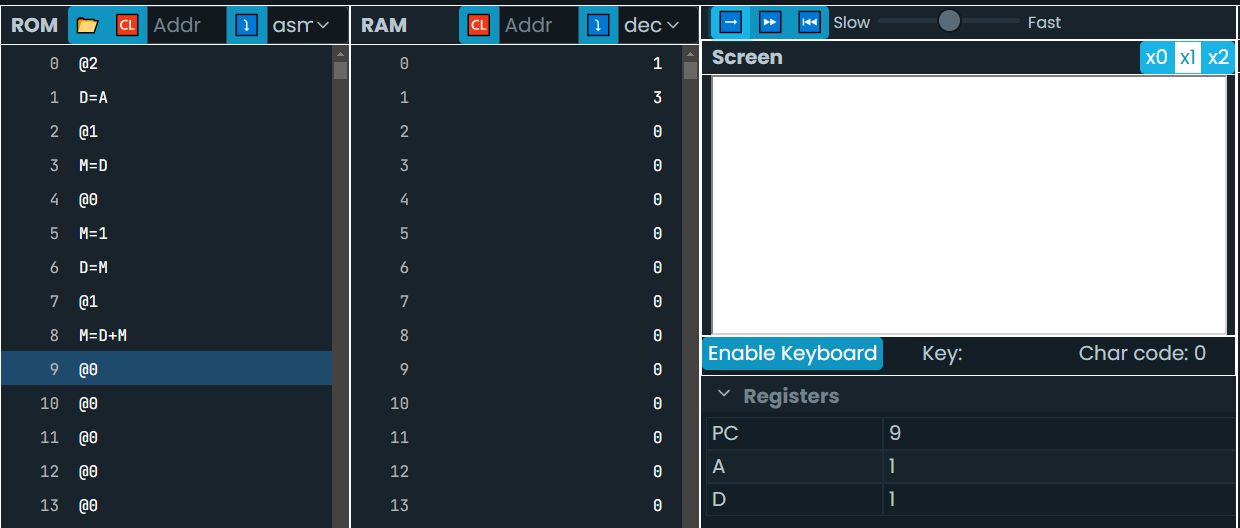 ROM CL Addr asm
0 @2
1 D=A
2 @1
3 M=D
4 @0
5 M=1
6 D=M
7 @1
8 M=D+M
9 @0
10 @0
11 @0
12 @0
13 @0
RAM CL Addr dec
0 1
1 3
2 0
3 0
4 0
5 0
6 0
7 0
8 0
9 0
10 0
11 0
12 0
13 0
Slow Fast
Screen x0 x1 x2
Enable Keyboard Key: Char code: 0
Registers
PC 9
A 1
D 1